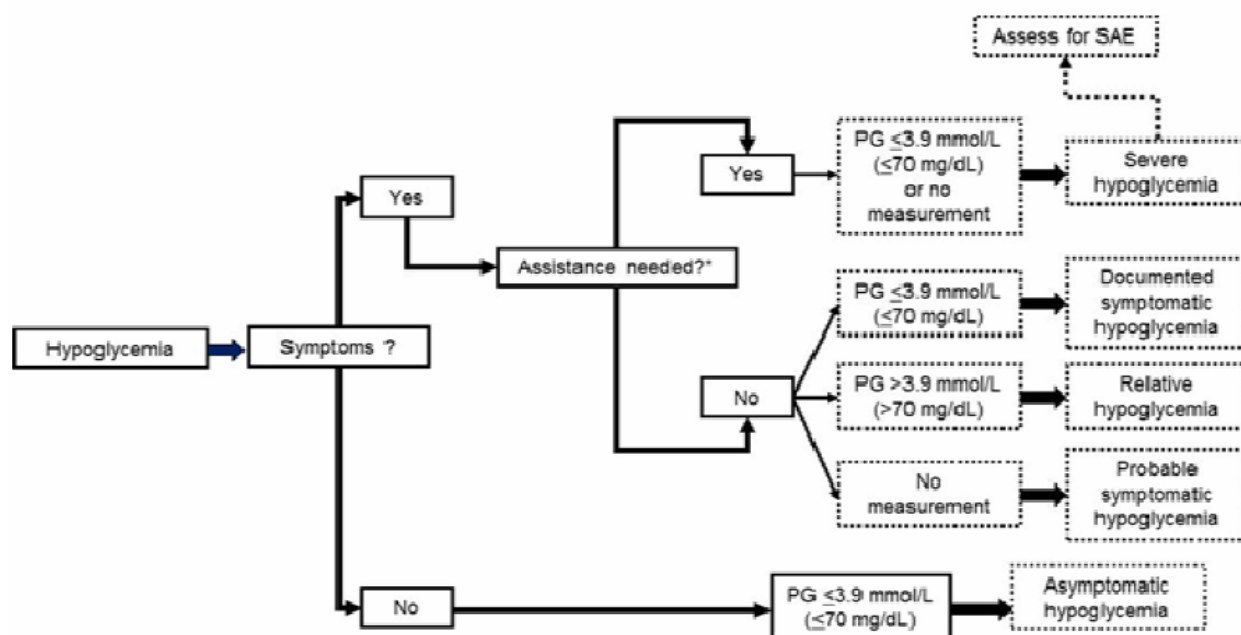 Assess for SAE
PG ≤3.9 mmol/L
(≤70 mg/dL)
or no
measurement
Severe
hypoglycemia
Yes
Yes
Assistance needed?*
PG ≤3.9 mmol/L
(≤70 mg/dL)
Documented
symptomatic
hypoglycemia
Hypoglycemia
Symptoms ?
No
PG >3.9 mmol/L
(>70 mg/dL)
Relative
hypoglycemia
No
measurement
Probable
symptomatic
hypoglycemia
No
PG ≤3.9 mmol/L
(≤70 mg/dL)
Asymptomatic
hypoglycemia